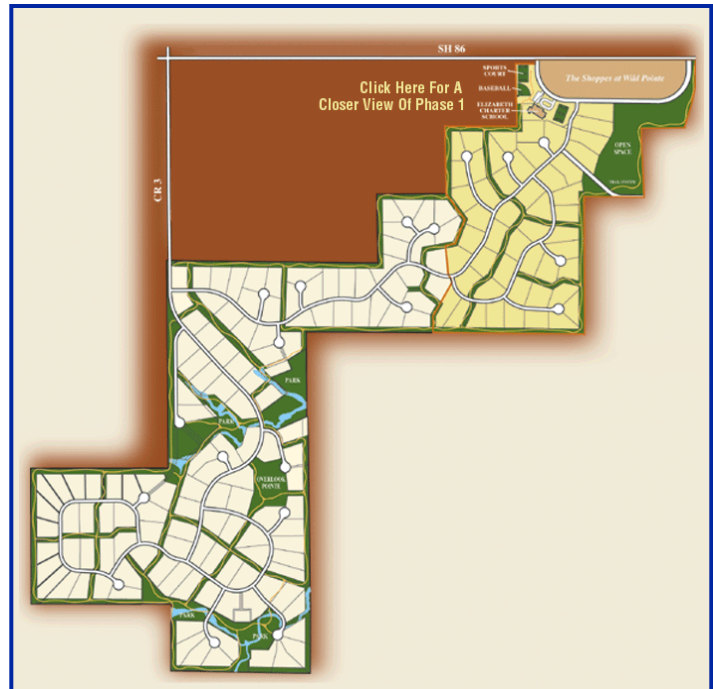 SH 86
SPORTS
COURT
The Shoppes at Wild Pointe
Click Here For A
Closer View Of Phase 1
BASEBALL
ELIZABETH
CHARTER
SCHOOL
OPEN
SPACE
CR 3
PARK
PARK
OVERLOOK
POINTE
PARK
PARK